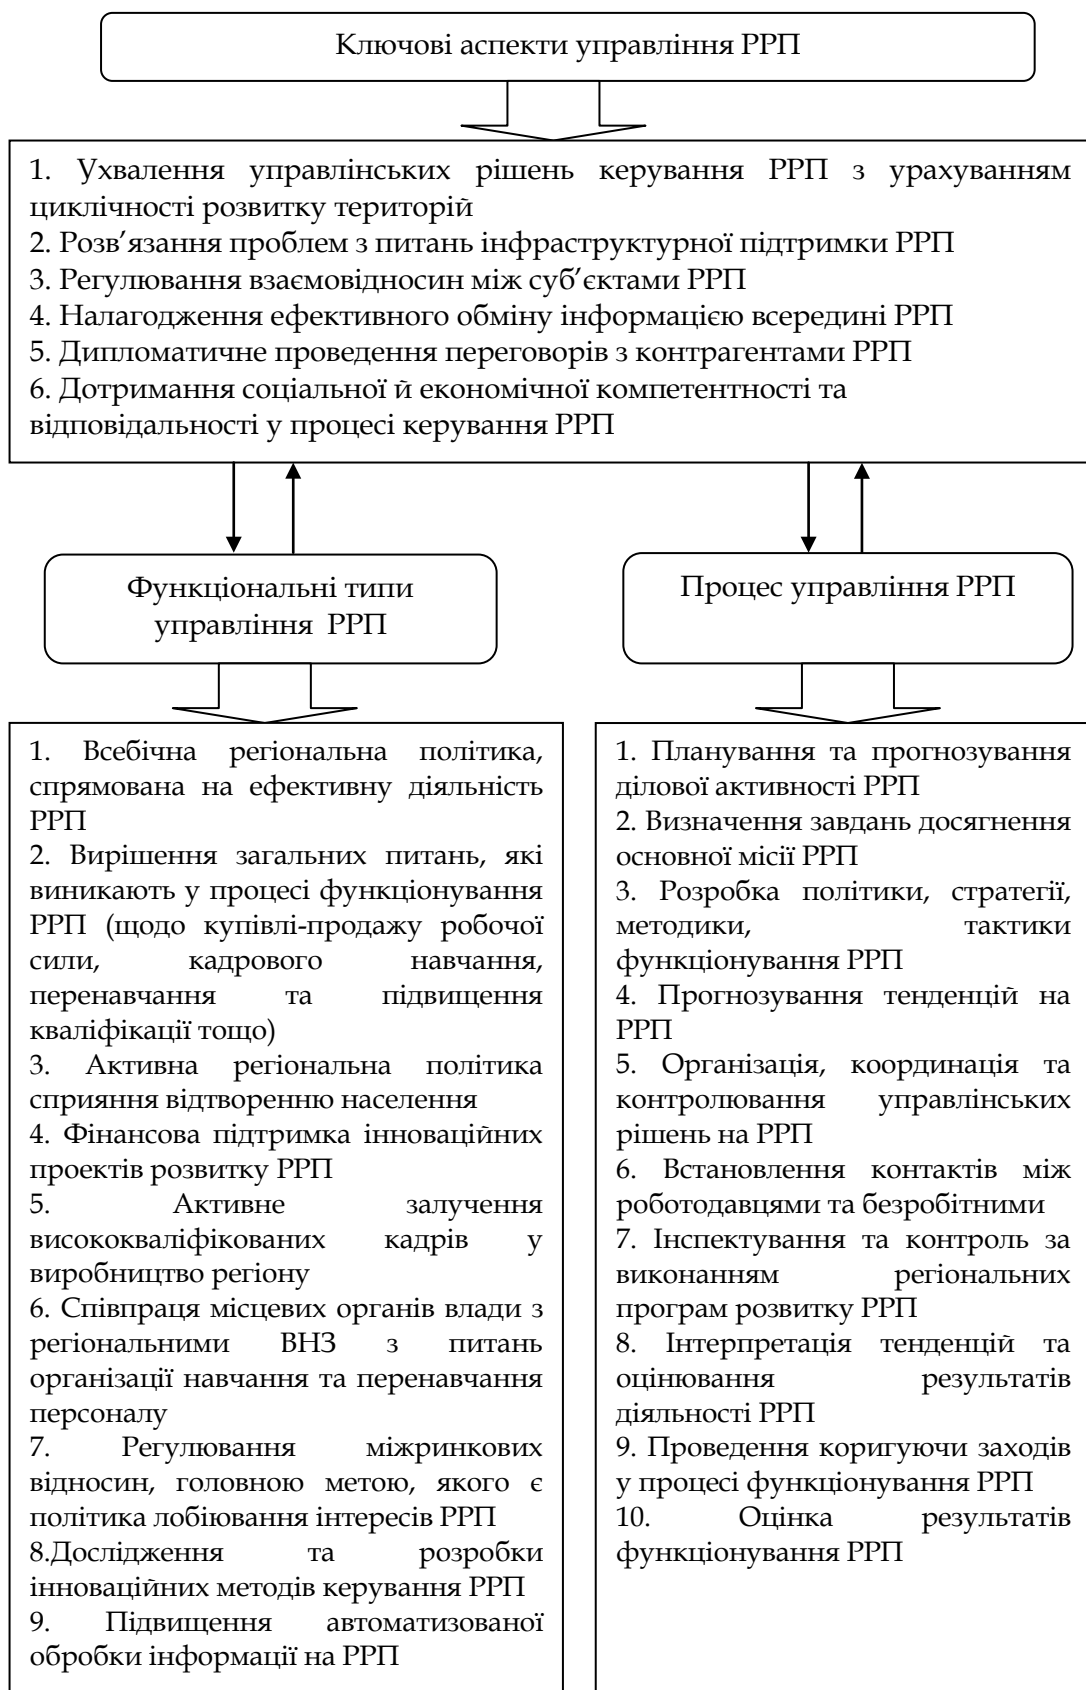 Ключові аспекти управління РРП
1. Ухвалення управлінських рішень керування РРП з урахуванням
циклічності розвитку територій
2. Розв’язання проблем з питань інфраструктурної підтримки РРП
3. Регулювання взаємовідносин між суб’єктами РРП
4. Налагодження ефективного обміну інформацією всередині РРП
5. Дипломатичне проведення переговорів з контрагентами РРП
6. Дотримання соціальної й економічної компетентності та
відповідальності у процесі керування РРП
Функціональні типи
управління РРП
Процес управління РРП
1. Всебічна регіональна політика,
спрямована на ефективну діяльність
РРП
2. Вирішення загальних питань, які
виникають у процесі функціонування
РРП (щодо купівлі-продажу робочої
сили, кадрового навчання,
перенавчання та підвищення
кваліфікації тощо)
3. Активна регіональна політика
сприяння відтворенню населення
4. Фінансова підтримка інноваційних
проектів розвитку РРП
5. Активне залучення
висококваліфікованих кадрів у
виробництво регіону
6. Співпраця місцевих органів влади з
регіональними ВНЗ з питань
організації навчання та перенавчання
персоналу
7. Регулювання міжринкових
відносин, головною метою, якого є
політика лобіювання інтересів РРП
8.Дослідження та розробки
інноваційних методів керування РРП
9. Підвищення автоматизованої
обробки інформації на РРП
1. Планування та прогнозування
ділової активності РРП
2. Визначення завдань досягнення
основної місії РРП
3. Розробка політики, стратегії,
методики, тактики
функціонування РРП
4. Прогнозування тенденцій на
РРП
5. Організація, координація та
контролювання управлінських
рішень на РРП
6. Встановлення контактів між
роботодавцями та безробітними
7. Інспектування та контроль за
виконанням регіональних
програм розвитку РРП
8. Інтерпретація тенденцій та
оцінювання результатів
діяльності РРП
9. Проведення коригуючи заходів
у процесі функціонування РРП
10. Оцінка результатів
функціонування РРП